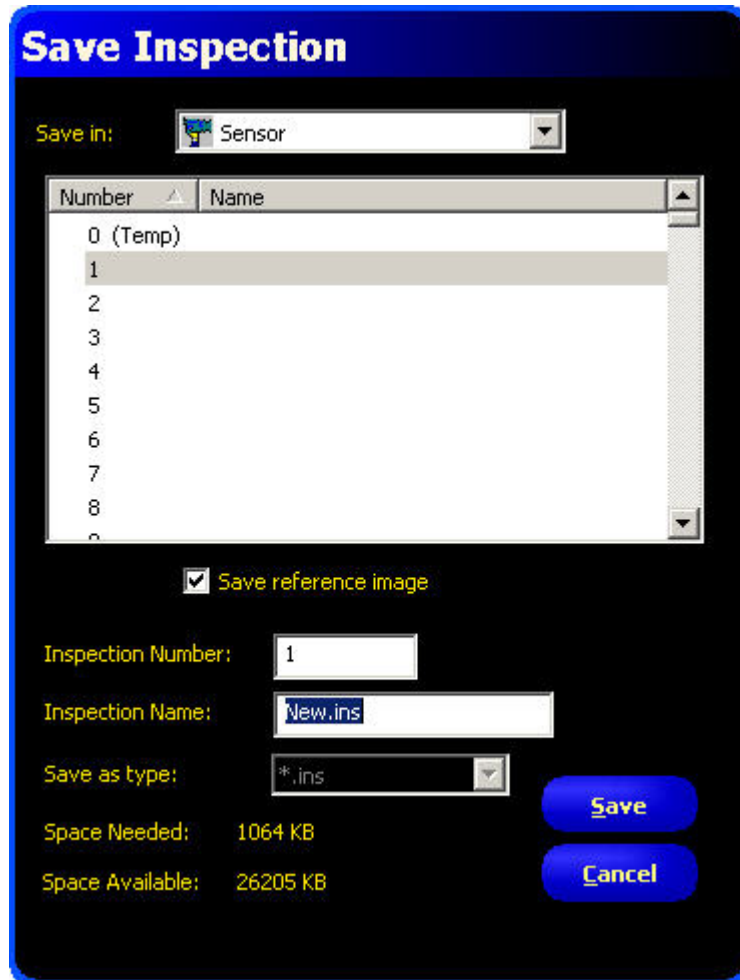 Save Inspection
Save in: Sensor
Number Name
0 (Temp)
1
2
3
4
5
6
7
8
Save reference image
Inspection Number: 1
Inspection Name: New.ins
Save as type: *.ins
Save
Space Needed: 1064 KB
Cancel
Space Available: 26205 KB